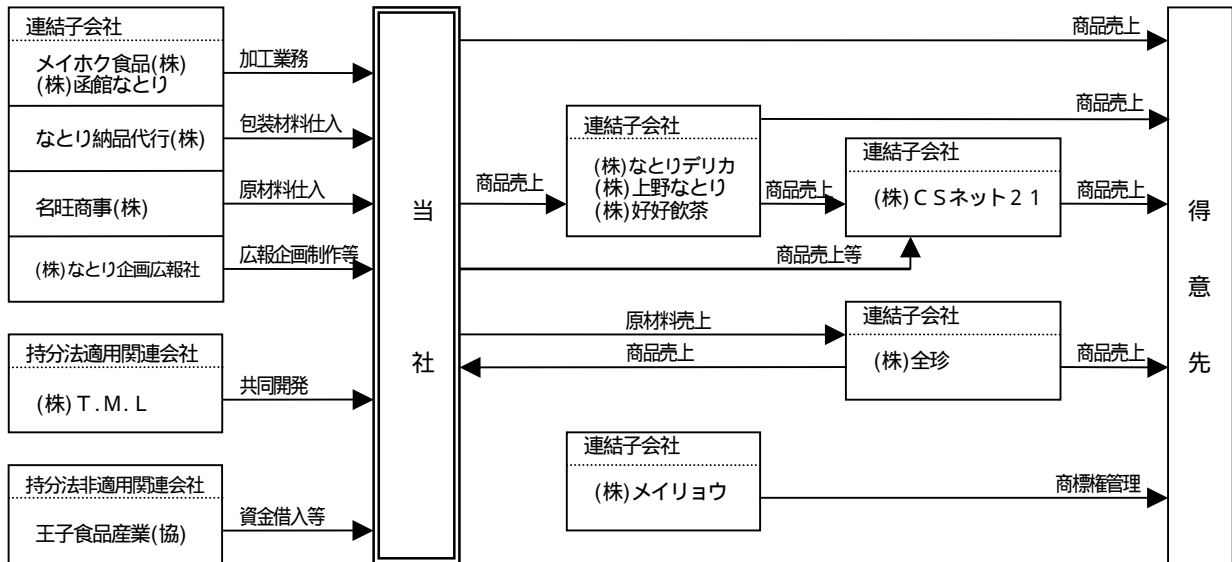 連結子会社
メイホク食品(株)
(株)函館なとり
加工業務
なとり納品代行(株)
包装材料仕入
名旺商事(株)
原材料仕入
(株)なとり企画広報社
広報企画制作等
持分法適用関連会社
(株)T.M.L
共同開発
持分法非適用関連会社
王子食品産業(協)
資金借入等
当
社
商品売上
商品売上
連結子会社
(株)なとりデリカ
(株)上野なとり
(株)好好飲茶
商品売上
商品売上
連結子会社
(株)CSネット21
商品売上
商品売上等
原材料売上
商品売上
連結子会社
(株)全珍
商品売上
連結子会社
(株)メイリョウ
商標権管理
得
意
先